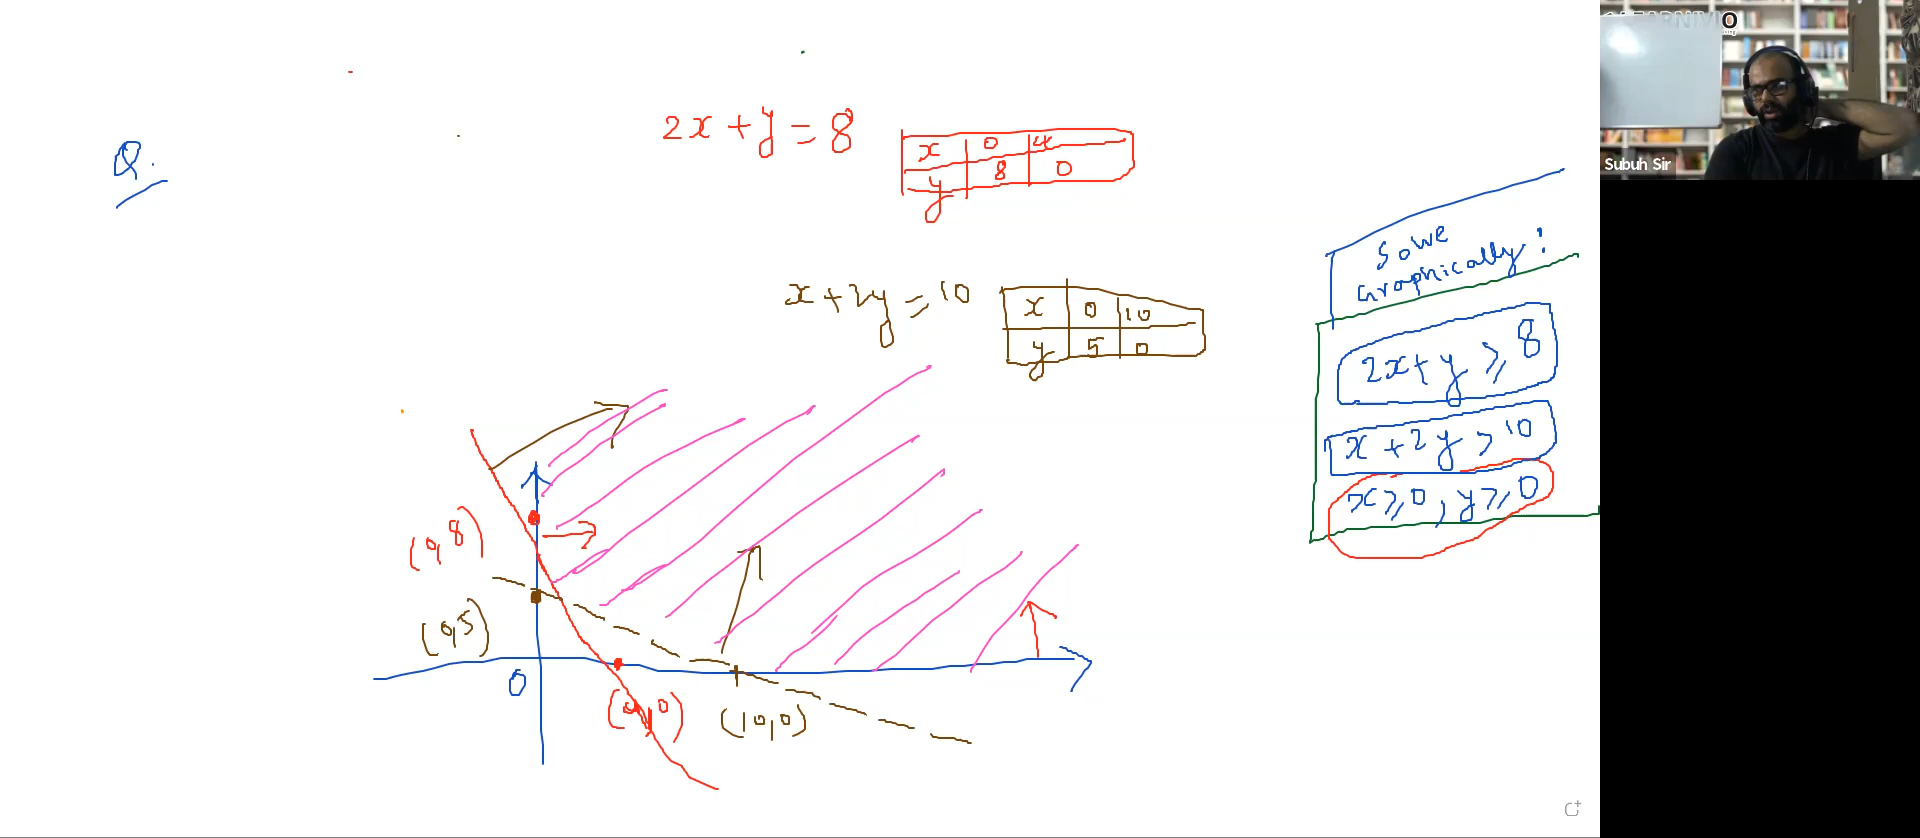 Q.
2x + y = 8
x 0 4
y 8 0
x + 2y = 10
x 0 10
y 5 0
Solve
Graphically:
2x + y ≥ 8
x + 2y > 10
x ≥ 0, y ≥ 0
(0,8)
(0,5)
0
(4,0)
(10,0)
Subuh Sir